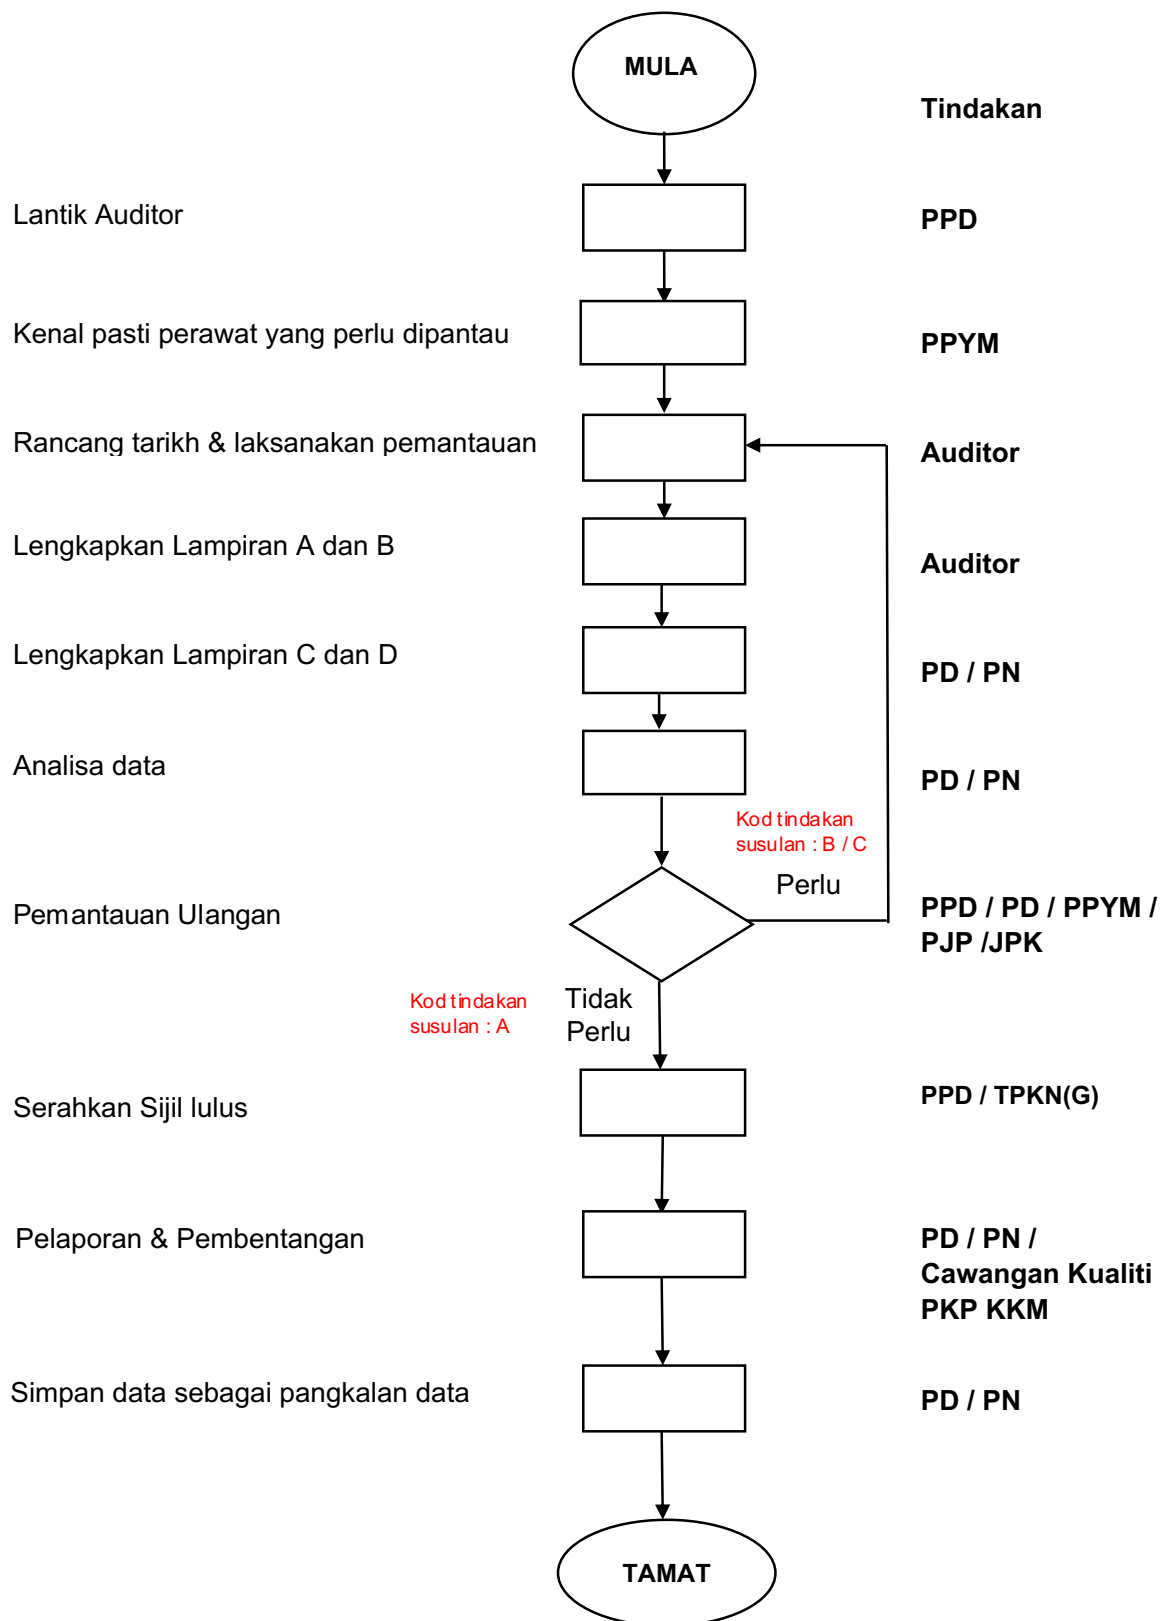 MULA
Tindakan
Lantik Auditor
PPD
Kenal pasti perawat yang perlu dipantau
PPYM
Rancang tarikh & laksanakan pemantauan
Auditor
Lengkapkan Lampiran A dan B
Auditor
Lengkapkan Lampiran C dan D
PD / PN
Analisa data
PD / PN
Kod tindakan
susulan : B / C
Perlu
Pemantauan Ulangan
PPD / PD / PPYM /
PJP /JPK
Kod tindakan
susulan : A
Tidak
Perlu
Serahkan Sijil lulus
PPD / TPKN(G)
Pelaporan & Pembentangan
PD / PN /
Cawangan Kualiti
PKP KKM
Simpan data sebagai pangkalan data
PD / PN
TAMAT